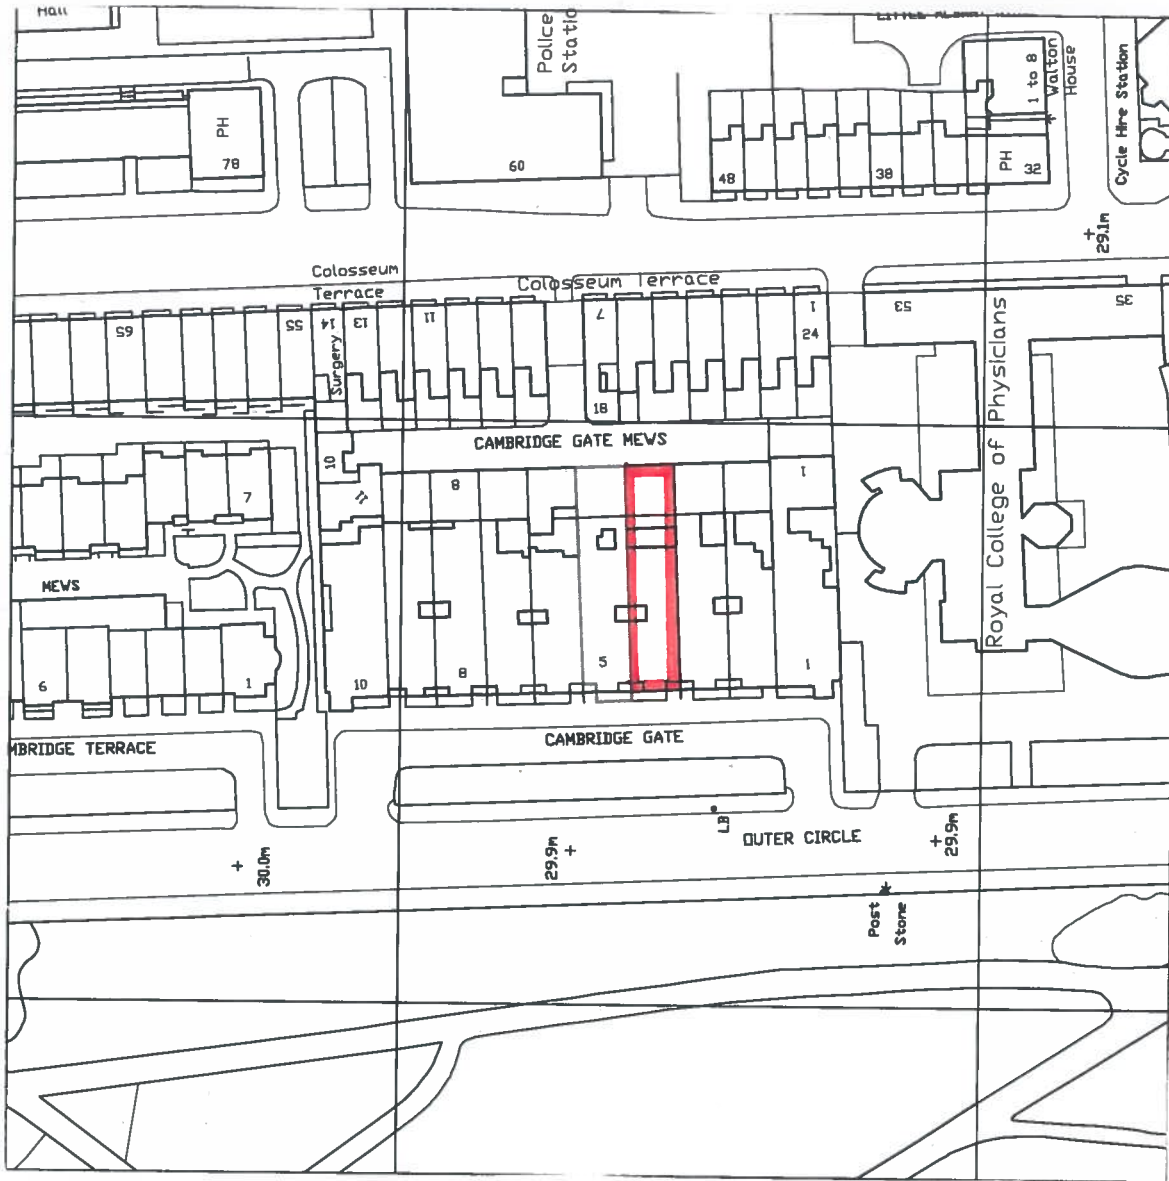 Hall
Police
Statio
PH
78
60
48
38
PH
32
1 to 8
Walton
House
Cycle Hire Station
29.1m
Colosseum
Terrace
Colosseum Terrace
65
55
14
Surgery
13
11
7
1
24
18
53
35
Royal College of Physicians
CAMBRIDGE GATE MEWS
10
11
8
1
7
MEWS
6
1
10
8
5
1
MBRIDGE TERRACE
CAMBRIDGE GATE
LB
OUTER CIRCLE
30.0m
29.9m
29.9m
Post
Stone